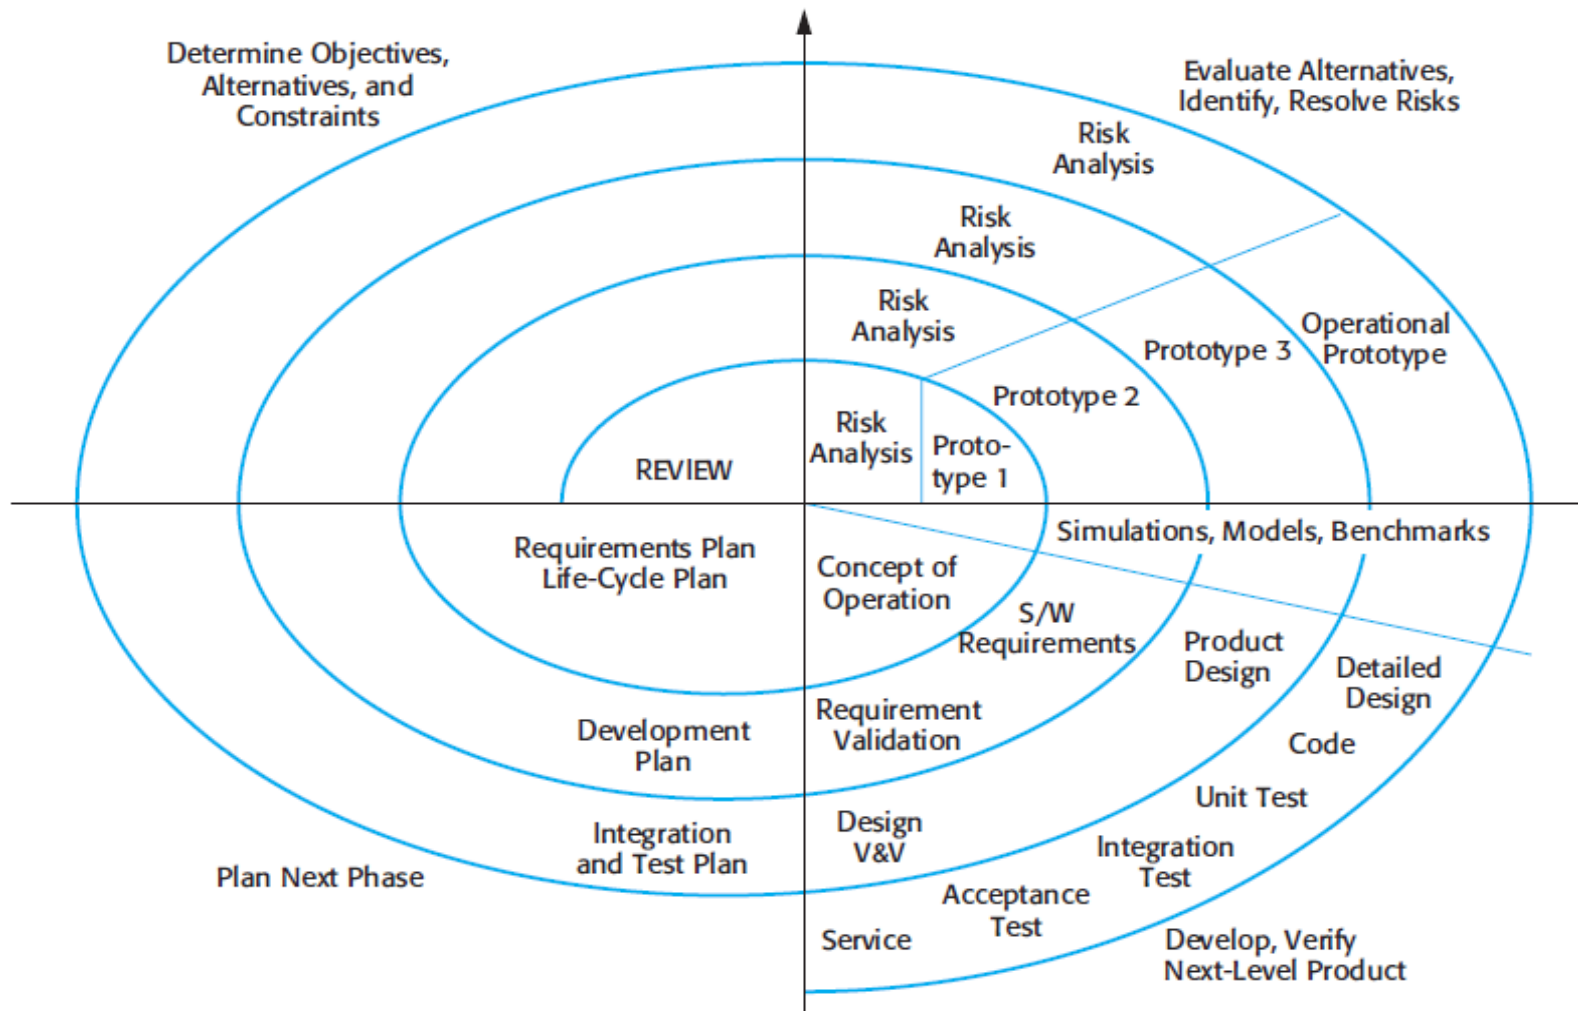 Determine Objectives,
Alternatives, and
Constraints
Evaluate Alternatives,
Identify, Resolve Risks
Risk
Analysis
Risk
Analysis
Risk
Analysis
Risk
Analysis
Operational
Prototype
Prototype 3
Prototype 2
Proto-
type 1
REVIEW
Simulations, Models, Benchmarks
Requirements Plan
Life-Cycle Plan
Concept of
Operation
S/W
Requirements
Product
Design
Detailed
Design
Development
Plan
Requirement
Validation
Code
Unit Test
Integration
and Test Plan
Design
V&V
Integration
Test
Acceptance
Test
Service
Plan Next Phase
Develop, Verify
Next-Level Product